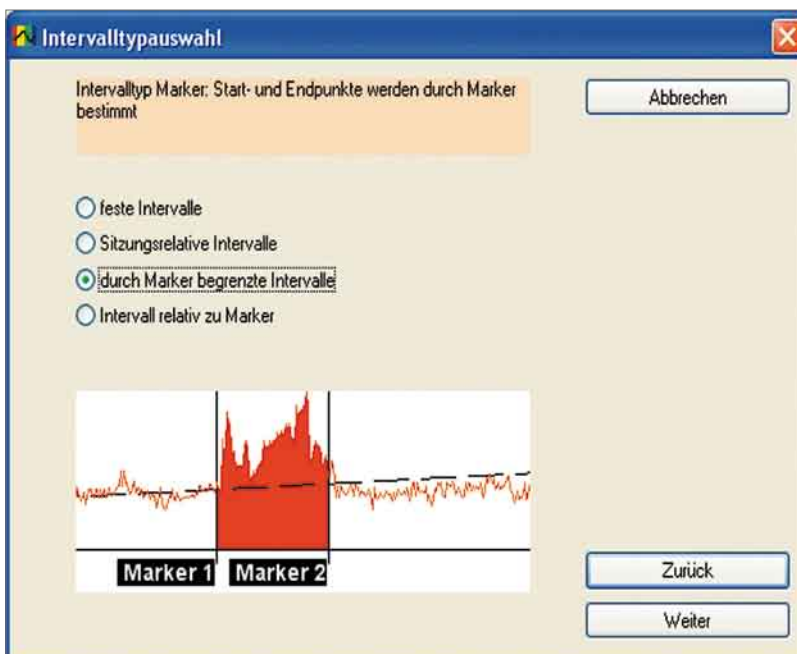 Intervalltypauswahl
Intervalltyp Marker: Start- und Endpunkte werden durch Marker
bestimmt
Abbrechen
feste Intervalle
Sitzungsrelative Intervalle
durch Marker begrenzte Intervalle
Intervall relativ zu Marker
Marker 1 Marker 2
Zurück
Weiter